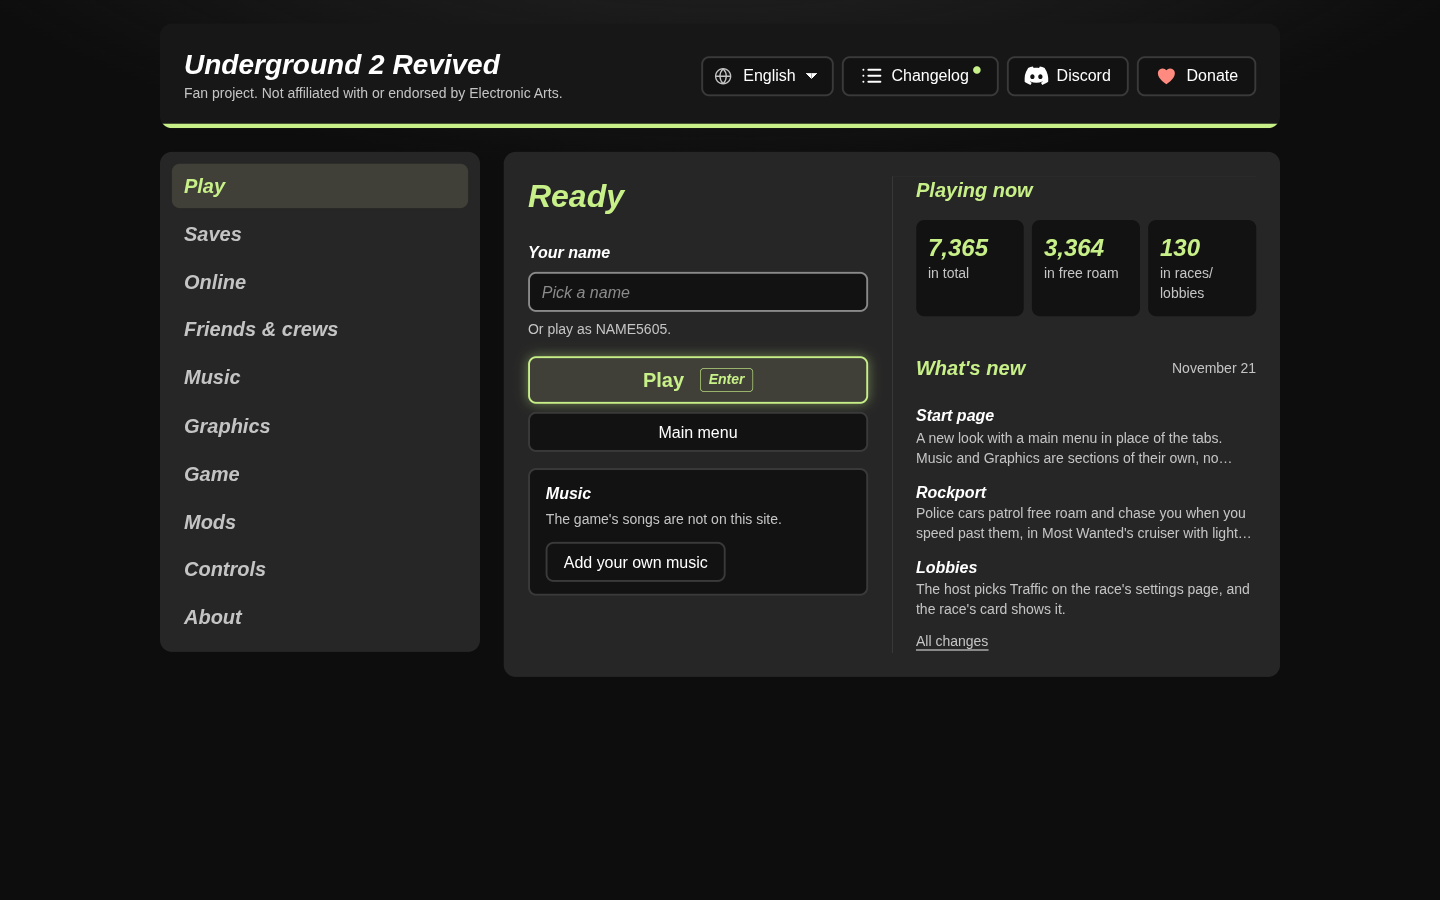 Underground 2 Revived
Fan project. Not affiliated with or endorsed by Electronic Arts.
English
Changelog
Discord
Donate
Play
Saves
Online
Friends & crews
Music
Graphics
Game
Mods
Controls
About
Ready
Your name
Pick a name
Or play as NAME5605.
Play Enter
Main menu
Music
The game's songs are not on this site.
Add your own music
Playing now
7,365
in total
3,364
in free roam
130
in races/
lobbies
What's new
November 21
Start page
A new look with a main menu in place of the tabs.
Music and Graphics are sections of their own, no…
Rockport
Police cars patrol free roam and chase you when you
speed past them, in Most Wanted's cruiser with light…
Lobbies
The host picks Traffic on the race's settings page, and
the race's card shows it.
All changes